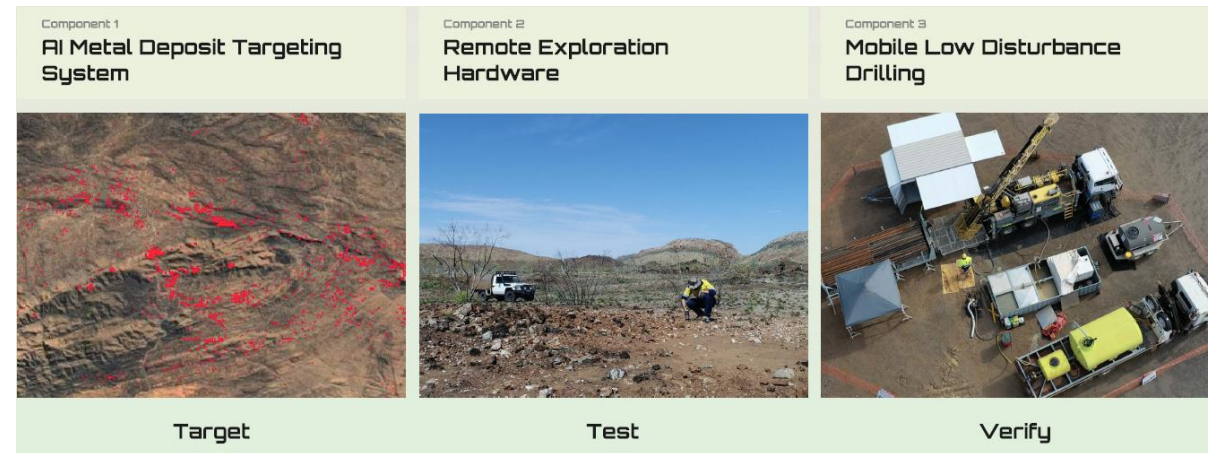 Component 1
AI Metal Deposit Targeting
System
Component 2
Remote Exploration
Hardware
Component 3
Mobile Low Disturbance
Drilling
Target
Test
Verify